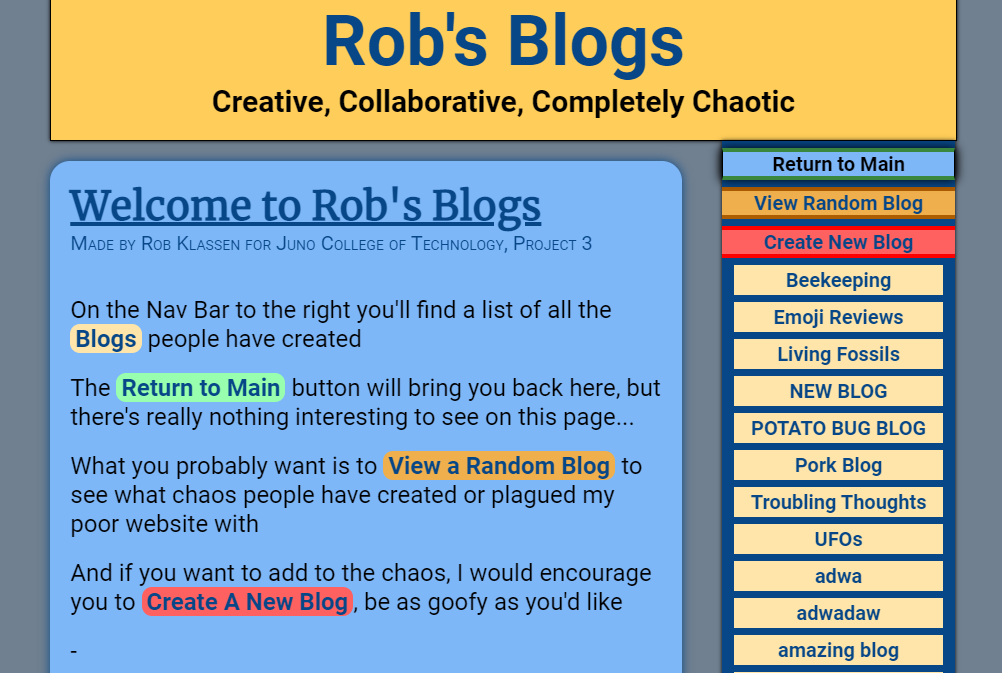 Rob's Blogs
Creative, Collaborative, Completely Chaotic
Welcome to Rob's Blogs
Made by Rob Klassen for Juno College of Technology, Project 3
On the Nav Bar to the right you'll find a list of all the
Blogs people have created
The Return to Main button will bring you back here, but
there's really nothing interesting to see on this page...
What you probably want is to View a Random Blog to
see what chaos people have created or plagued my
poor website with
And if you want to add to the chaos, I would encourage
you to Create A New Blog, be as goofy as you'd like
-
Return to Main
View Random Blog
Create New Blog
Beekeeping
Emoji Reviews
Living Fossils
NEW BLOG
POTATO BUG BLOG
Pork Blog
Troubling Thoughts
UFOs
adwa
adwadaw
amazing blog